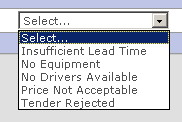 Select...
Select...
Insufficient Lead Time
No Equipment
No Drivers Available
Price Not Acceptable
Tender Rejected